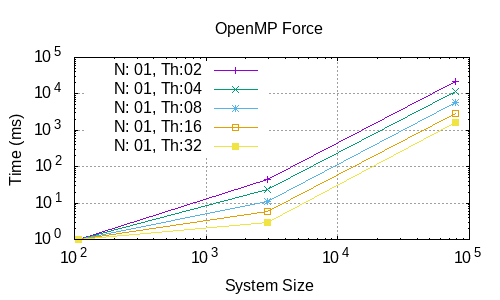 OpenMP Force
Time (ms)
10^5
10^4
10^3
10^2
10^1
10^0
N: 01, Th:02
N: 01, Th:04
N: 01, Th:08
N: 01, Th:16
N: 01, Th:32
10^2 10^3 10^4 10^5
System Size